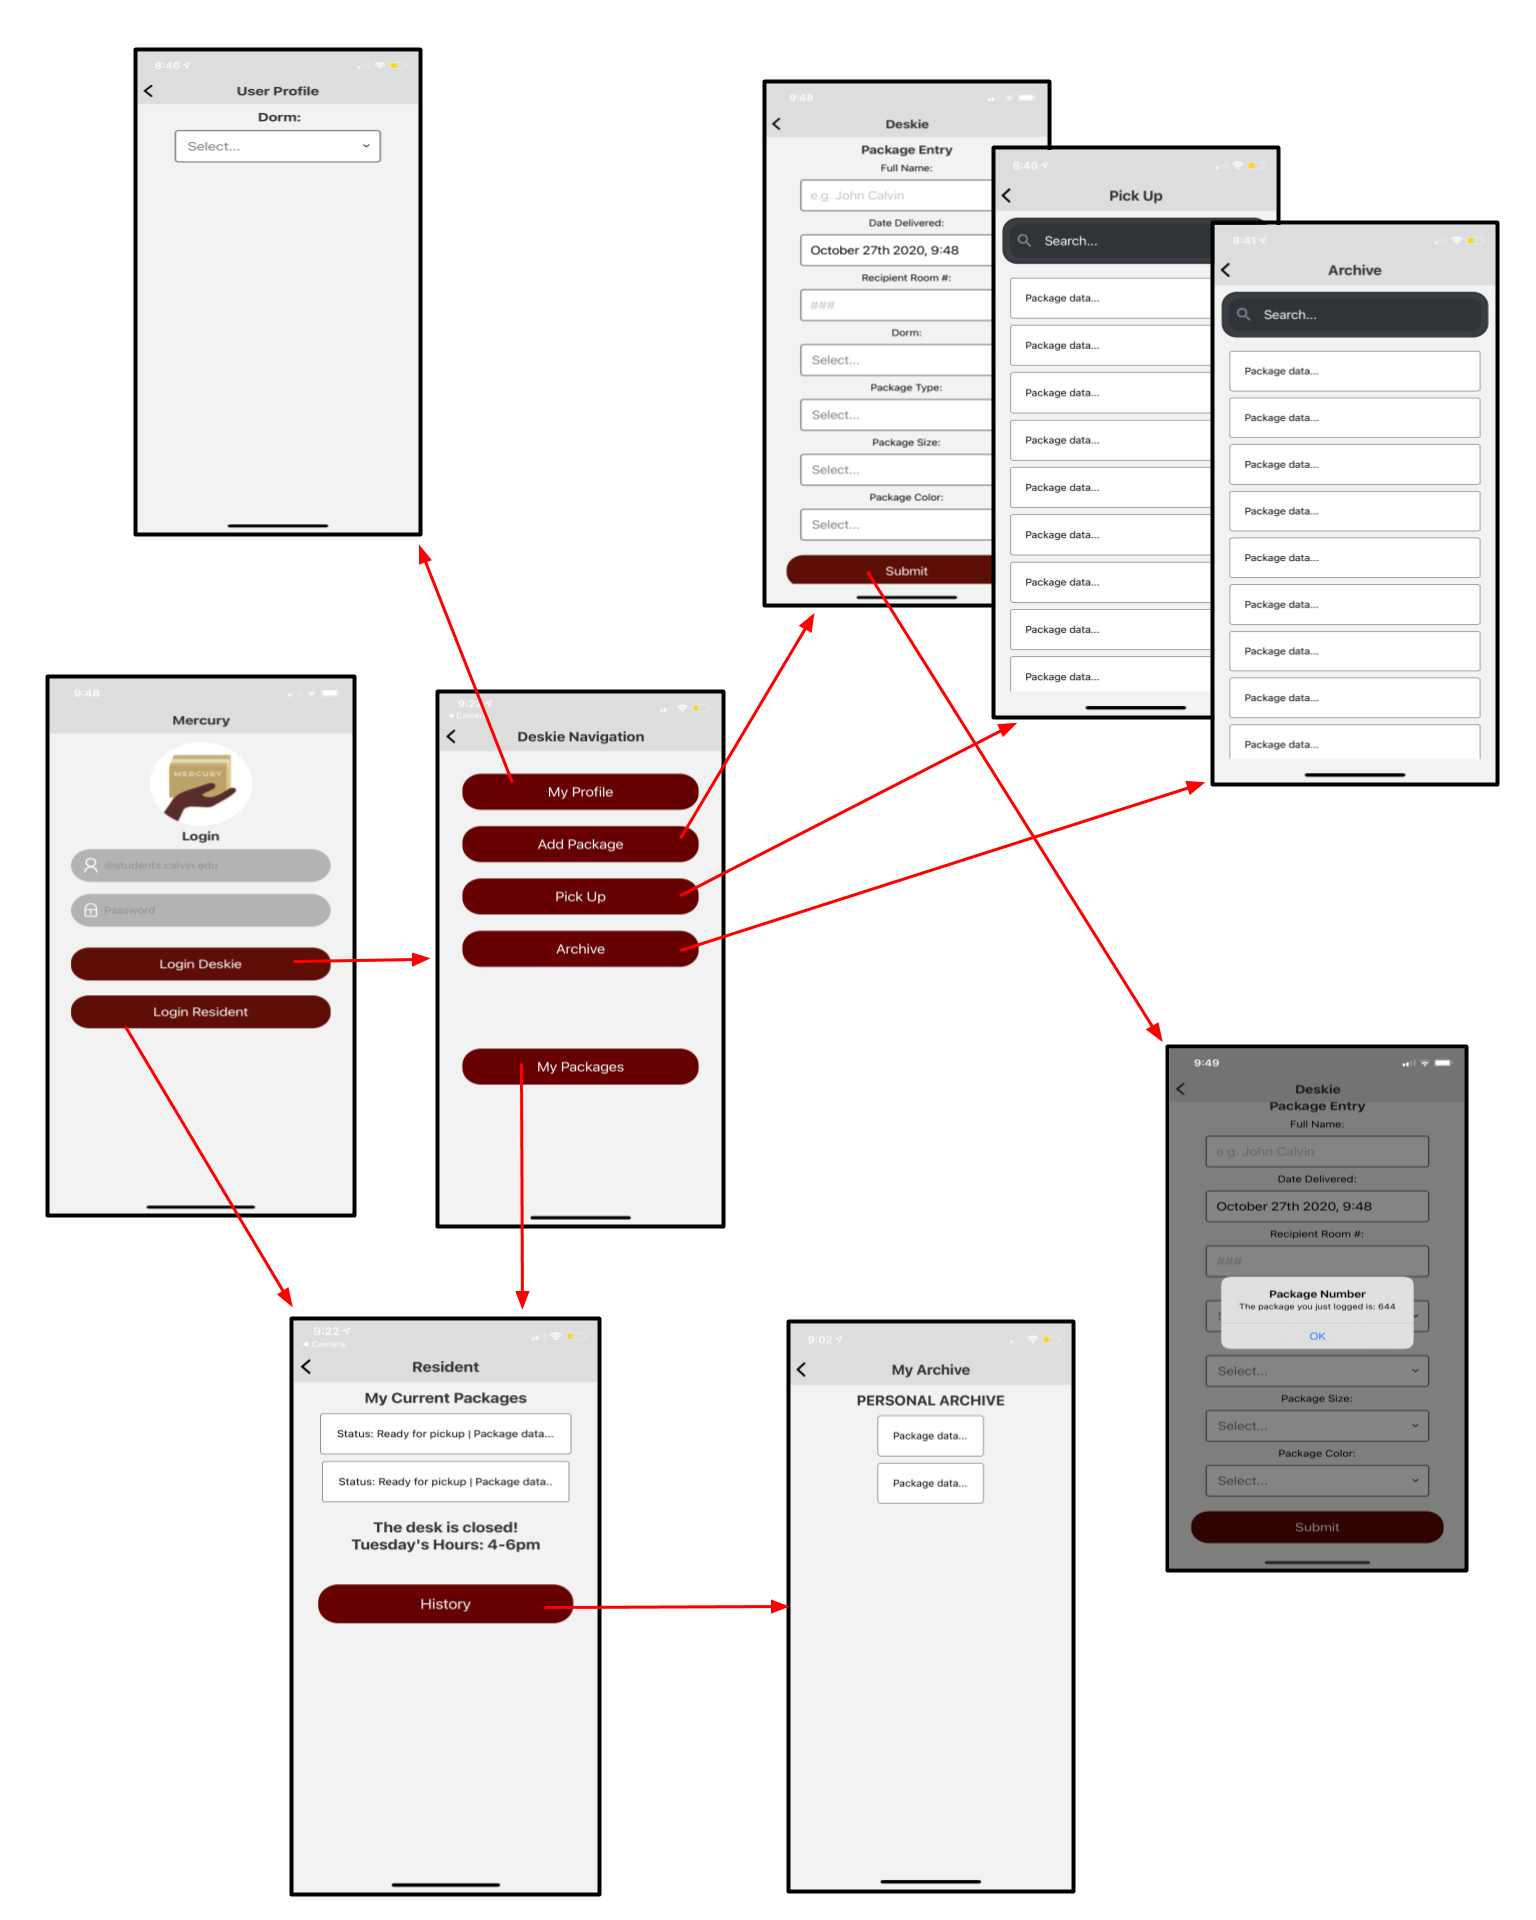 8:46
User Profile
Dorm:
Select...
9:48
Deskie
Package Entry
Full Name:
e.g. John Calvin
Date Delivered:
October 27th 2020, 9:48
Recipient Room #:
###
Dorm:
Select...
Package Type:
Select...
Package Size:
Select...
Package Color:
Select...
Submit
8:40
Pick Up
Search...
Package data...
Package data...
Package data...
Package data...
Package data...
Package data...
Package data...
Package data...
Package data...
8:41
Archive
Search...
Package data...
Package data...
Package data...
Package data...
Package data...
Package data...
Package data...
Package data...
Package data...
9:48
Mercury
MERCURY
Login
@students.calvin.edu
Password
Login Deskie
Login Resident
Deskie Navigation
My Profile
Add Package
Pick Up
Archive
My Packages
9:22
Camera
Resident
My Current Packages
Status: Ready for pickup | Package data...
Status: Ready for pickup | Package data..
The desk is closed!
Tuesday's Hours: 4-6pm
History
9:02
My Archive
PERSONAL ARCHIVE
Package data...
Package data...
9:49
Deskie
Package Entry
Full Name:
e.g. John Calvin
Date Delivered:
October 27th 2020, 9:48
Recipient Room #:
###
Package Number
The package you just logged is: 644
OK
Select...
Package Size:
Select...
Package Color:
Select...
Submit